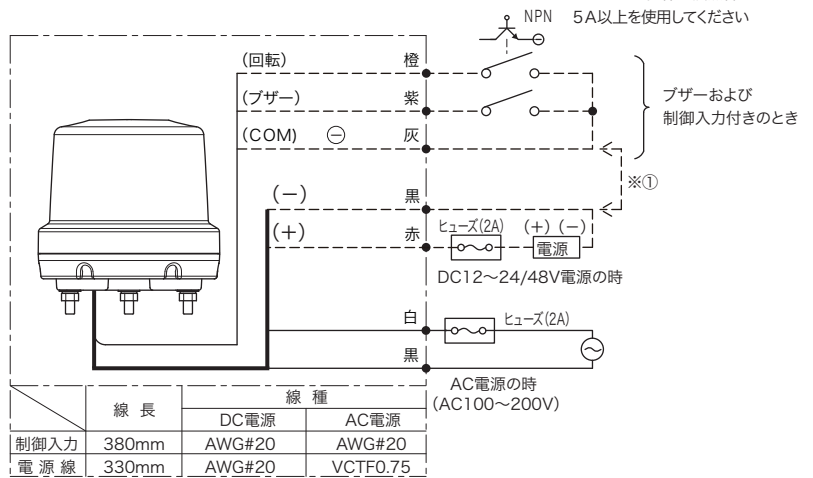 NPN 5A以上を使用してください
(回転) 橙
(ブザー) 紫
(COM) ⊖ 灰
ブザーおよび
制御入力付きのとき
※①
(−) 黒
(+) 赤
ヒューズ(2A) (+) (−)
電源
DC12〜24/48V電源の時
白 ヒューズ(2A)
黒
AC電源の時
(AC100〜200V)
線 長 線 種
DC電源 AC電源
制御入力 380mm AWG#20 AWG#20
電 源 線 330mm AWG#20 VCTF0.75